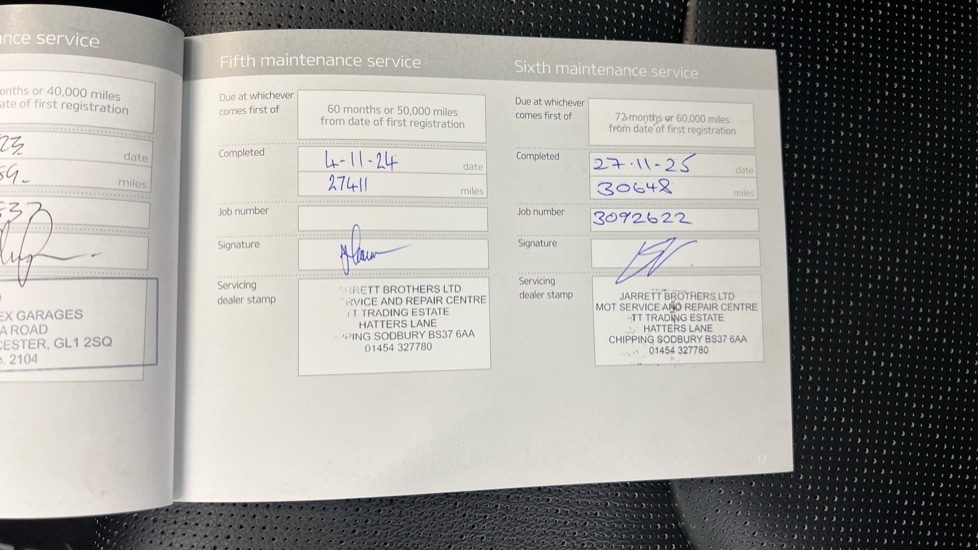 nce service
onths or 40,000 miles
ate of first registration
23
date
59-
miles
537
EX GARAGES
A ROAD
CESTER, GL1 2SQ
. 2104
Fifth maintenance service
Due at whichever
comes first of
60 months or 50,000 miles
from date of first registration
Completed
4-11-24
date
27411
miles
Job number
Signature
Servicing
dealer stamp
RRETT BROTHERS LTD
RVICE AND REPAIR CENTRE
TT TRADING ESTATE
HATTERS LANE
PING SODBURY BS37 6AA
01454 327780
Sixth maintenance service
Due at whichever
comes first of
72 months or 60,000 miles
from date of first registration
Completed
27.11-25
date
30648
miles
Job number
3092622
Signature
Servicing
dealer stamp
JARRETT BROTHERS LTD
MOT SERVICE AND REPAIR CENTRE
TT TRADING ESTATE
HATTERS LANE
CHIPPING SODBURY BS37 6AA
01454 327780
17